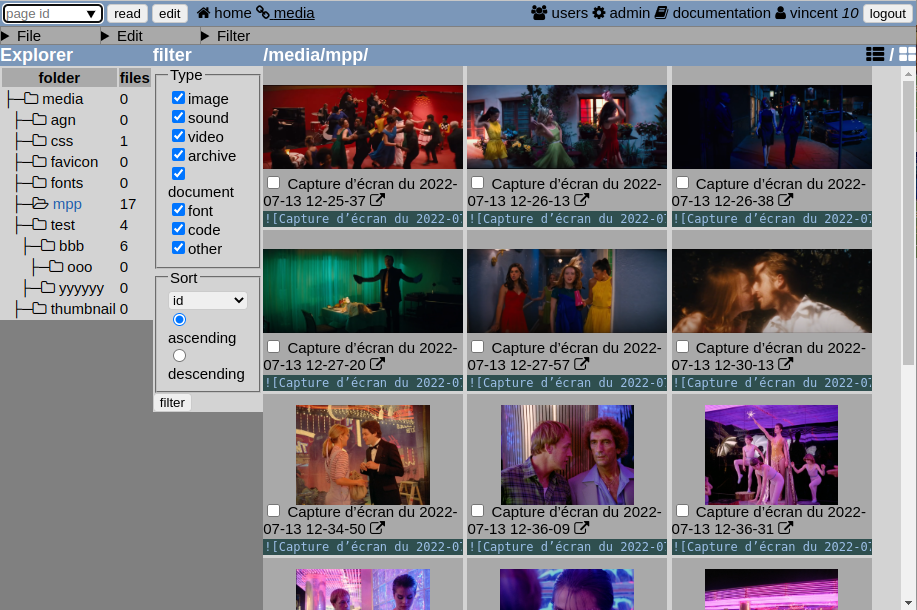 page id read edit home media users admin documentation vincent 10 logout
File Edit Filter
Explorer filter /media/mpp/ /
folder files
media 0
agn 0
css 1
favicon 0
fonts 0
mpp 17
test 4
bbb 6
ooo 0
yyyyyy 0
thumbnail 0
Type
image
sound
video
archive
document
font
code
other
Sort
id
ascending
descending
filter
Capture d’écran du 2022-
07-13 12-25-37
![Capture d’écran du 2022-07
Capture d’écran du 2022-
07-13 12-26-13
![Capture d’écran du 2022-07
Capture d’écran du 2022-
07-13 12-26-38
![Capture d’écran du 2022-07
Capture d’écran du 2022-
07-13 12-27-20
![Capture d’écran du 2022-07
Capture d’écran du 2022-
07-13 12-27-57
![Capture d’écran du 2022-07
Capture d’écran du 2022-
07-13 12-30-13
![Capture d’écran du 2022-07
Capture d’écran du 2022-
07-13 12-34-50
![Capture d’écran du 2022-07
Capture d’écran du 2022-
07-13 12-36-09
![Capture d’écran du 2022-07
Capture d’écran du 2022-
07-13 12-36-31
![Capture d’écran du 2022-07